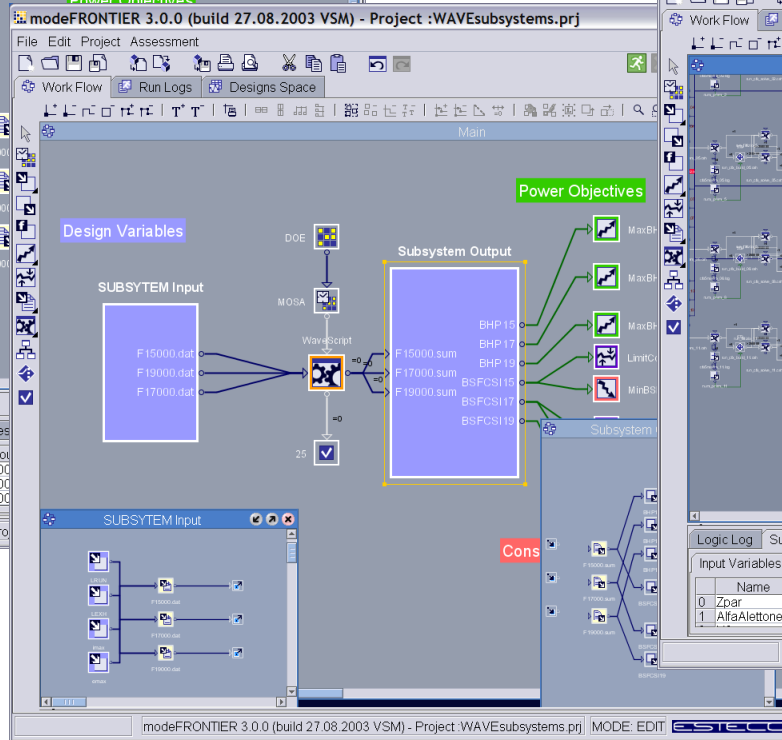 Power Objectives
modeFRONTIER 3.0.0 (build 27.08.2003 VSM) - Project :WAVEsubsystems.prj
File Edit Project Assessment
Work Flow
Run Logs
Designs Space
Main
Work Flow
Power Objectives
Design Variables
DOE
MaxBH
Subsystem Output
SUBSYTEM Input
MaxBH
MOSA
BHP15
WaveScript
BHP17
MaxBH
F15000.dat
=0
=0
F15000.sum
BHP19
LimitCo
F19000.dat
=0
F17000.sum
BSFCSI15
F17000.dat
F19000.sum
BSFCSI17
MinBS
=0
BSFCSI19
25
Subsystem
SUBSYTEM Input
Cons
F15000.dat
F17000.dat
F19000.dat
F15000.sum
F17000.sum
F19000.sum
BSFCSI19
Logic Log
Su
Input Variables
Name
0 Zpar
1 AlfaAlettone
modeFRONTIER 3.0.0 (build 27.08.2003 VSM) - Project :WAVEsubsystems.prj
MODE: EDIT
ESTECO